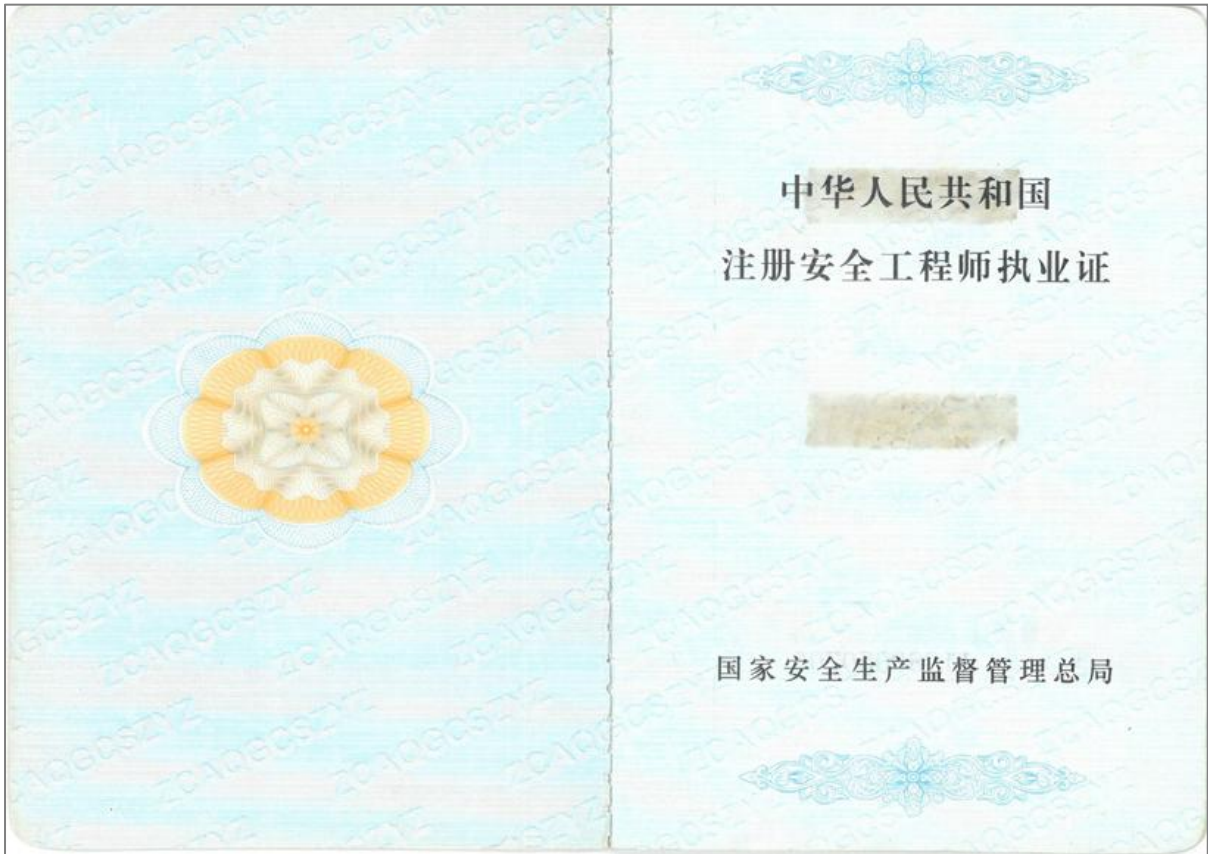 中华人民共和国
注册安全工程师执业证
国家安全生产监督管理总局